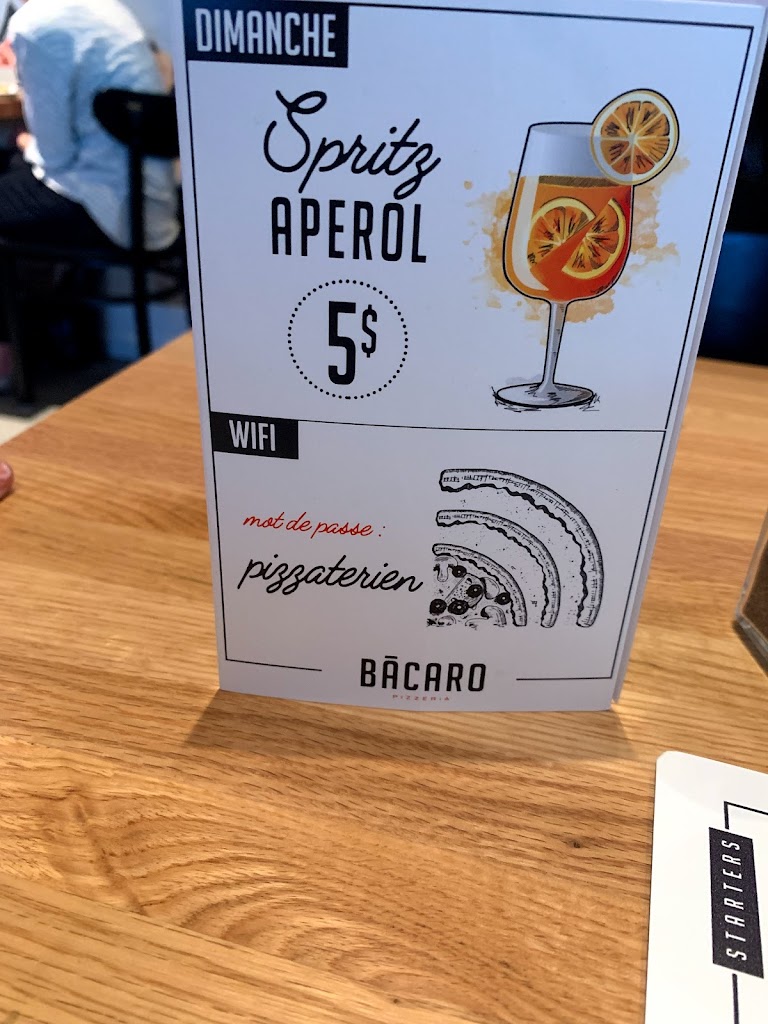 DIMANCHE
Spritz
APEROL
5$
WIFI
mot de passe :
pizzaterien
BĀCARO
PIZZERIA
STARTERS